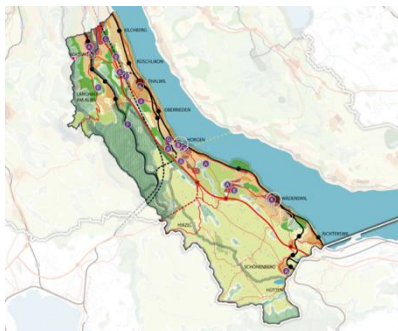 KILCHBERG
RÜSCHLIKON
THALWIL
LANGNAU
AM ALBIS
OBERRIEDEN
HORGEN
WÄDENSWIL
RICHTERSWIL
HIRZEL
SCHÖNENBERG
HÜTTEN